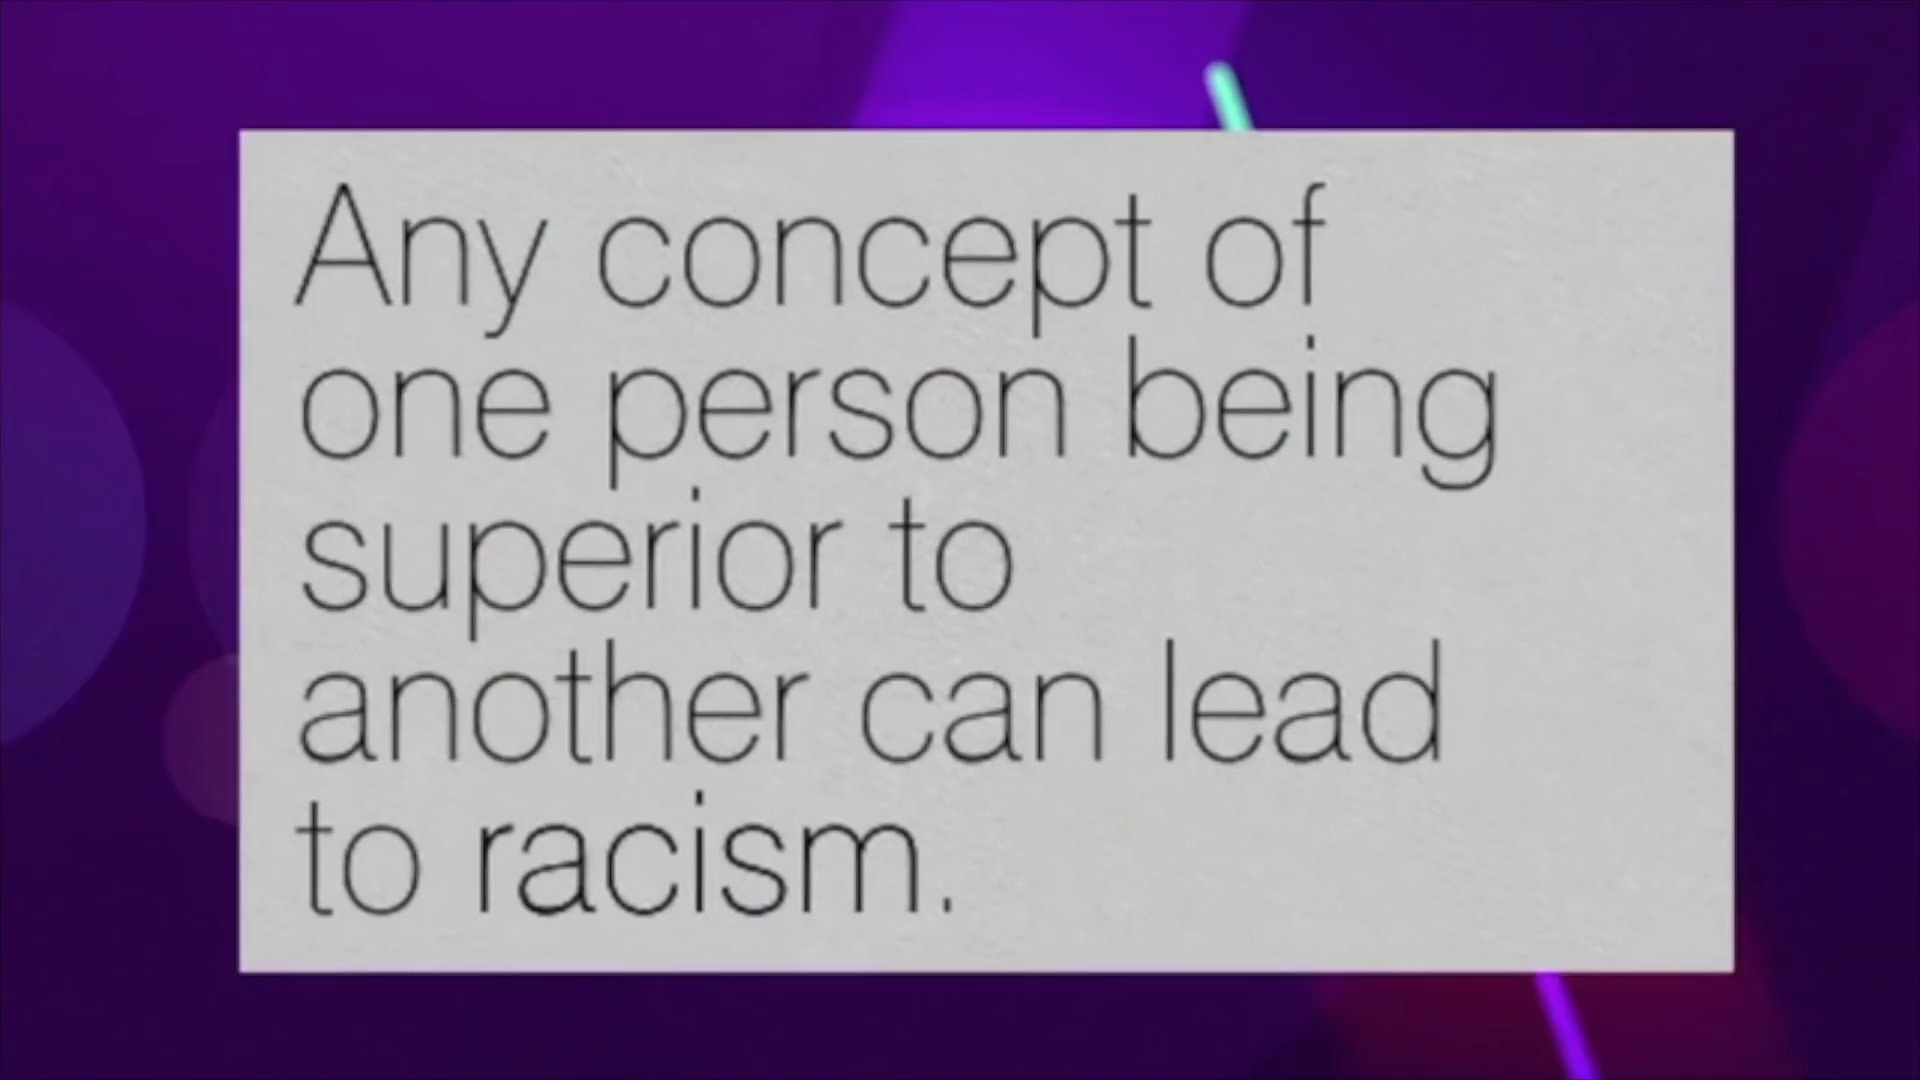 Any concept of
one person being
superior to
another can lead
to racism.